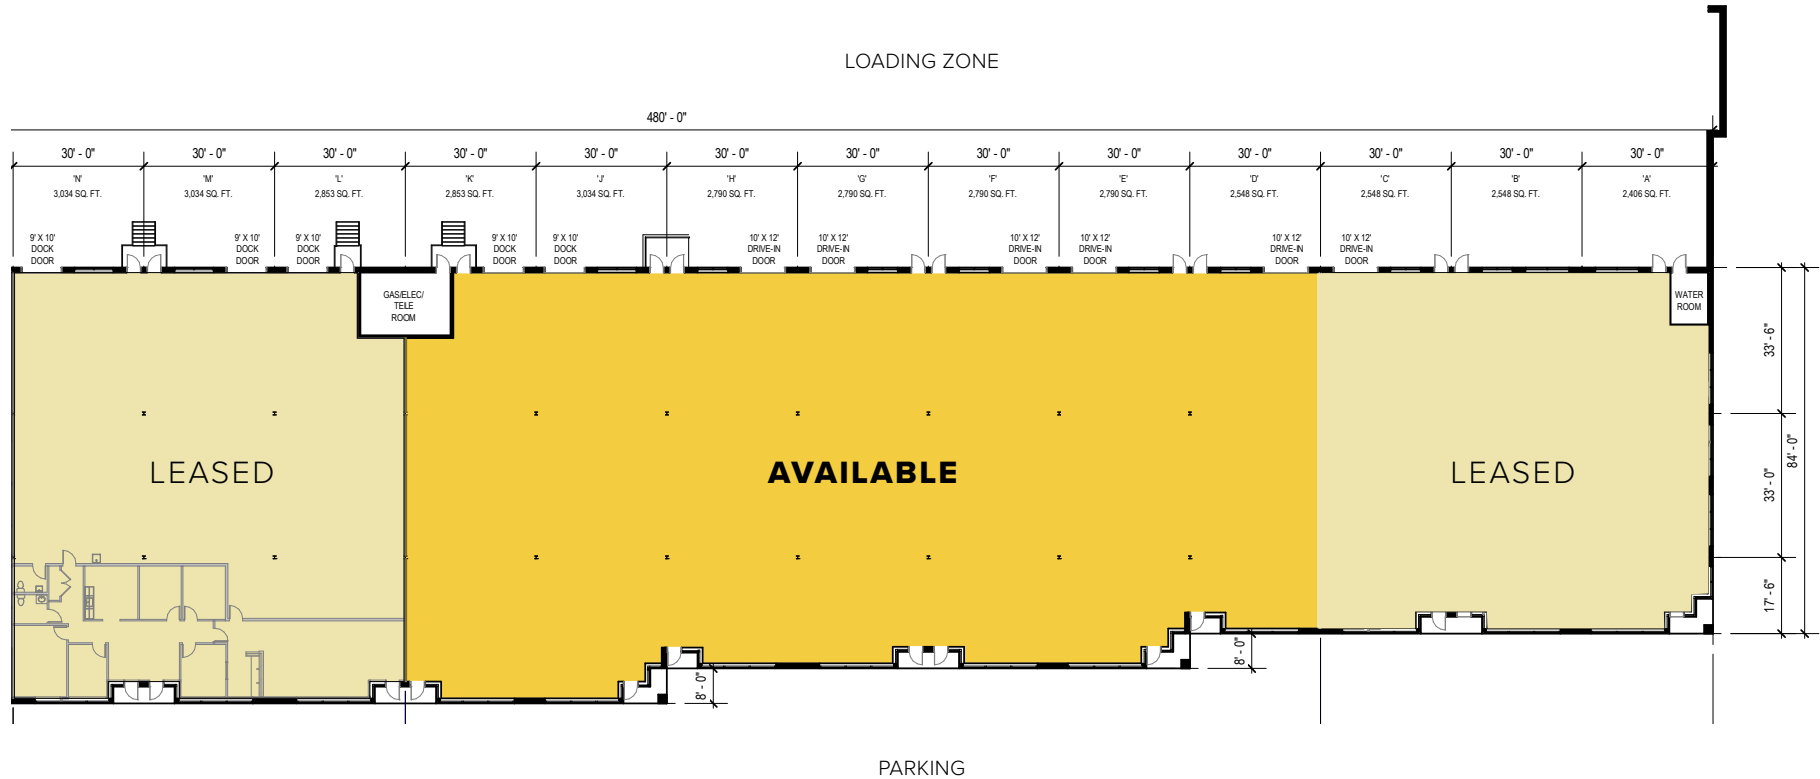 LOADING ZONE
480' - 0"
30' - 0" 30' - 0" 30' - 0" 30' - 0" 30' - 0" 30' - 0" 30' - 0" 30' - 0" 30' - 0" 30' - 0" 30' - 0" 30' - 0" 30' - 0"
'N' 'M' 'L' 'K' 'J' 'H' 'G' 'F' 'E' 'D' 'C' 'B' 'A'
3,034 SQ. FT. 3,034 SQ. FT. 2,853 SQ. FT. 2,853 SQ. FT. 3,034 SQ. FT. 2,790 SQ. FT. 2,790 SQ. FT. 2,790 SQ. FT. 2,790 SQ. FT. 2,548 SQ. FT. 2,548 SQ. FT. 2,548 SQ. FT. 2,406 SQ. FT.
9' X 10' 9' X 10' 9' X 10' 9' X 10' 9' X 10' 10' X 12' 10' X 12' 10' X 12' 10' X 12' 10' X 12' 10' X 12'
DOCK DOCK DOCK DOCK DOCK DRIVE-IN DRIVE-IN DRIVE-IN DRIVE-IN DRIVE-IN DRIVE-IN
DOOR DOOR DOOR DOOR DOOR DOOR DOOR DOOR DOOR DOOR DOOR
GAS/ELEC/
TELE
ROOM
WATER
ROOM
33' - 6"
LEASED AVAILABLE LEASED
33' - 0"
84' - 0"
17' - 6"
8' - 0"
8' - 0"
PARKING